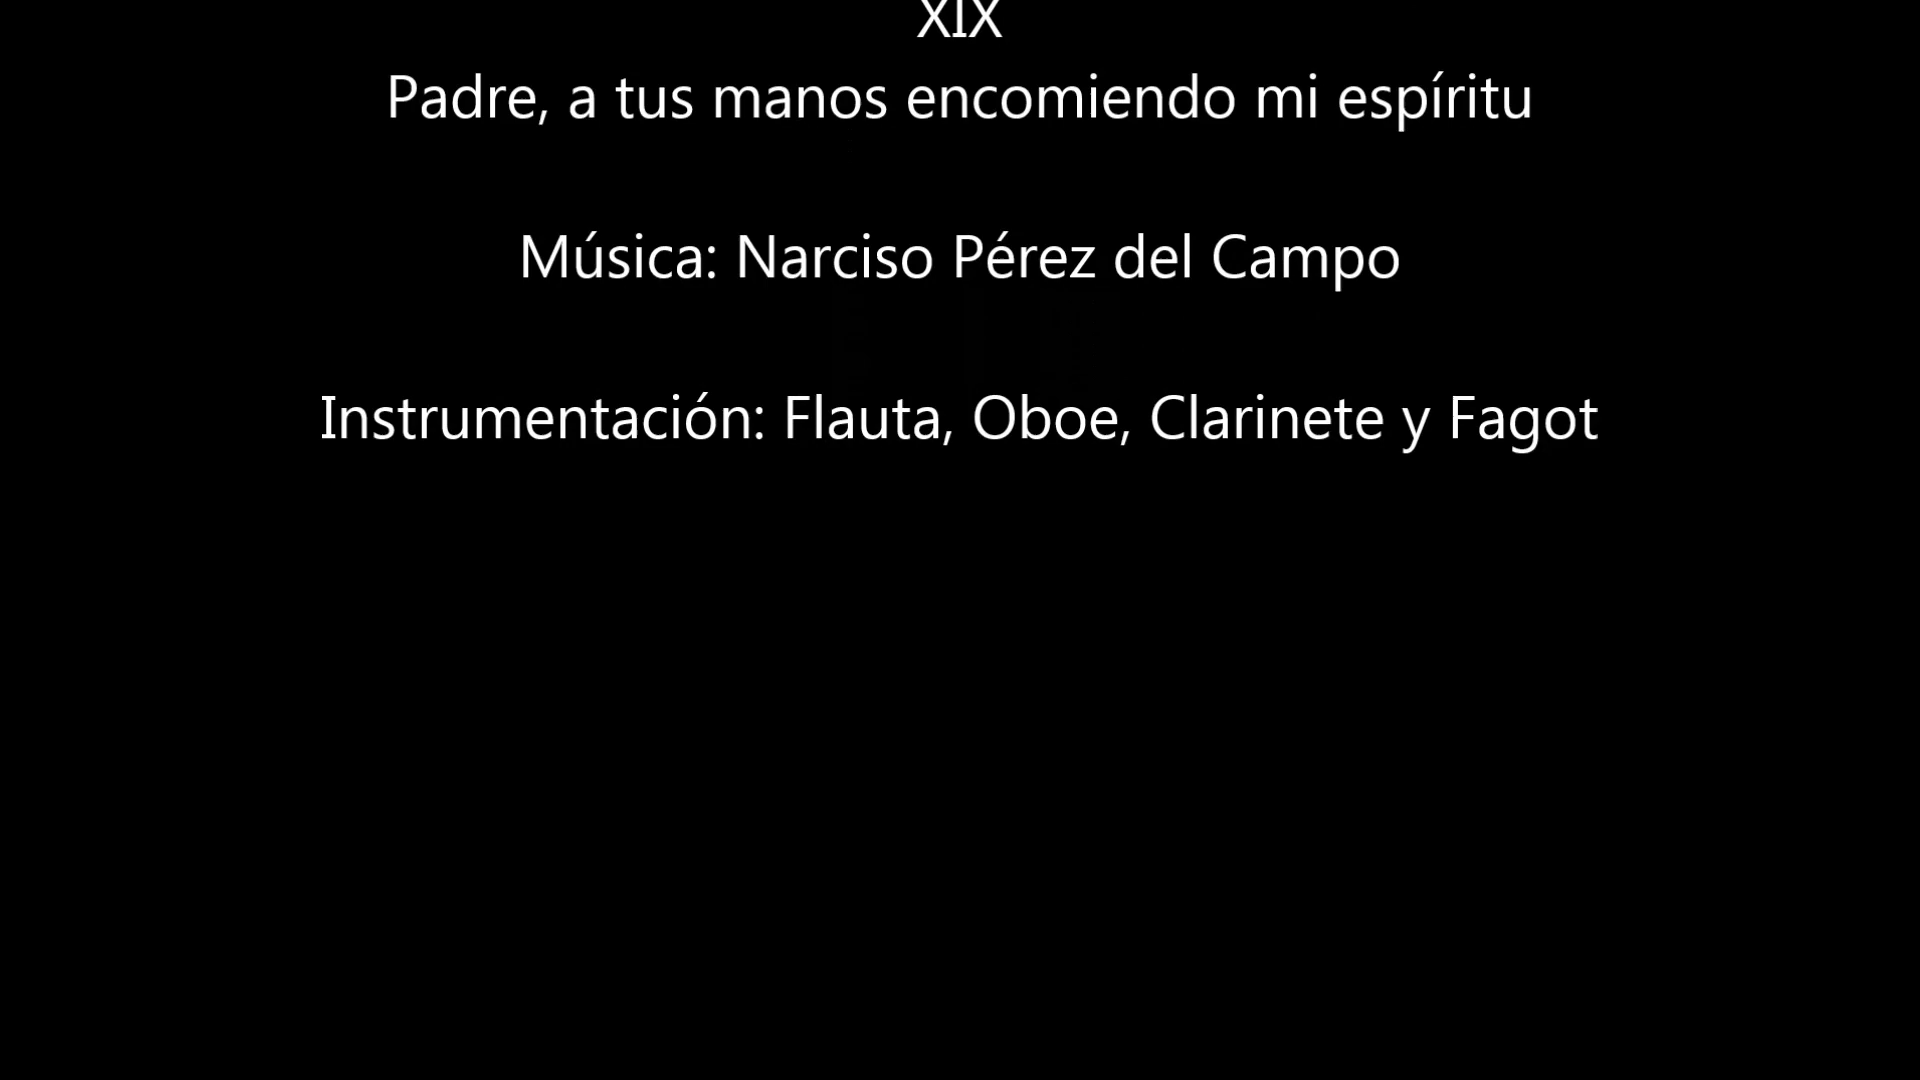 XIX
Padre, a tus manos encomiendo mi espíritu
Música: Narciso Pérez del Campo
Instrumentación: Flauta, Oboe, Clarinete y Fagot